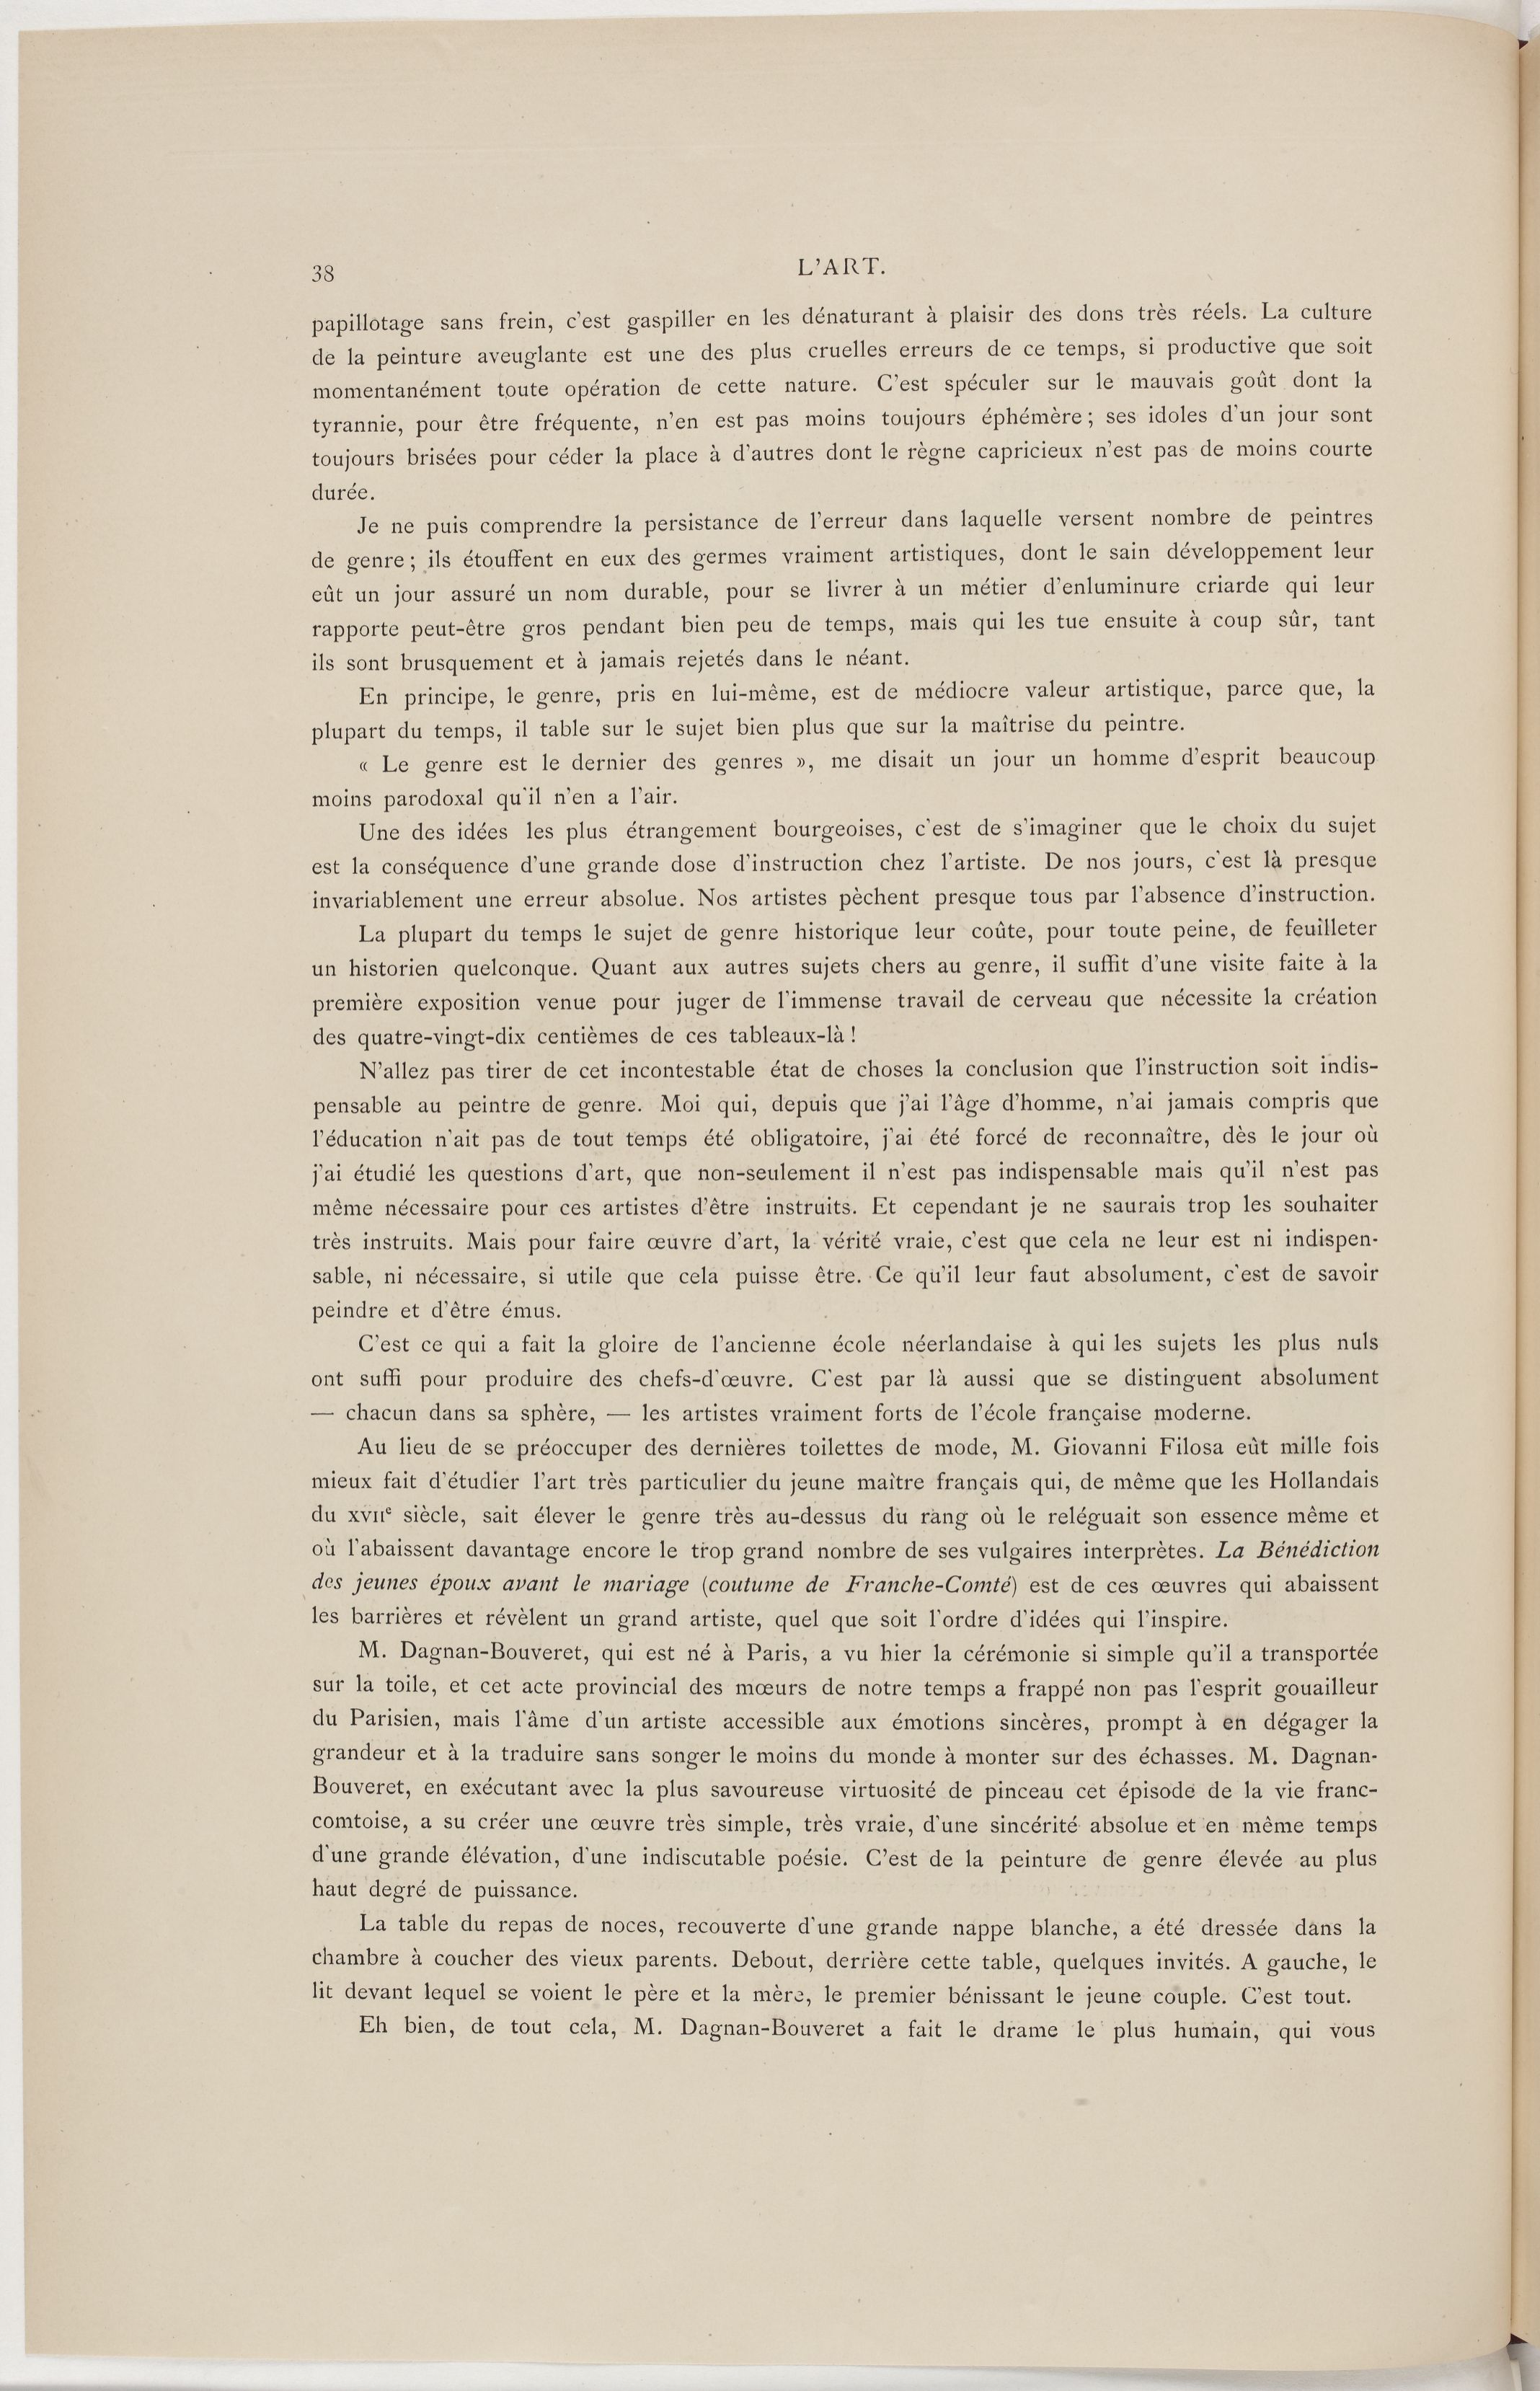 38
L'ART.
papillotage sans frein, c'est gaspiller en les dénaturant à plaisir des dons très réels. La culture
de la peinture aveuglante est une des plus cruelles erreurs de ce temps, si productive que soit
momentanément toute opération de cette nature. C'est spéculer sur le mauvais goût dont la
tyrannie, pour être fréquente, n'en est pas moins toujours éphémère ; ses idoles d'un jour sont
toujours brisées pour céder la place à d'autres dont le règne capricieux n'est pas de moins courte
durée.
Je ne puis comprendre la persistance de l'erreur dans laquelle versent nombre de peintres
de genre ; ils étouffent en eux des germes vraiment artistiques, dont le sain développement leur
eût un jour assuré un nom durable, pour se livrer à un métier d'enluminure criarde qui leur
rapporte peut-être gros pendant bien peu de temps, mais qui les tue ensuite à coup sûr, tant
ils sont brusquement et à jamais rejetés dans le néant.
En principe, le genre, pris en lui-même, est de médiocre valeur artistique, parce que, la
plupart du temps, il table sur le sujet bien plus que sur la maîtrise du peintre.
« Le genre est le dernier des genres », me disait un jour un homme d'esprit beaucoup
moins parodoxal qu'il n'en a l'air.
Une des idées les plus étrangement bourgeoises, c'est de s'imaginer que le choix du sujet
est la conséquence d'une grande dose d'instruction chez l'artiste. De nos jours, c'est là presque
invariablement une erreur absolue. Nos artistes pèchent presque tous par l'absence d'instruction.
La plupart du temps le sujet de genre historique leur coûte, pour toute peine, de feuilleter
un historien quelconque. Quant aux autres sujets chers au genre, il suffit d'une visite faite à la
première exposition venue pour juger de l'immense travail de cerveau que nécessite la création
des quatre-vingt-dix centièmes de ces tableaux-là !
N'allez pas tirer de cet incontestable état de choses la conclusion que l'instruction soit indis-
pensable au peintre de genre. Moi qui, depuis que j'ai l'âge d'homme, n'ai jamais compris que
l'éducation n'ait pas de tout temps été obligatoire, j'ai été forcé de reconnaître, dès le jour où
j'ai étudié les questions d'art, que non-seulement il n'est pas indispensable mais qu'il n'est pas
même nécessaire pour ces artistes d'être instruits. Et cependant je ne saurais trop les souhaiter
très instruits. Mais pour faire œuvre d'art, la vérité vraie, c'est que cela ne leur est ni indispen-
sable, ni nécessaire, si utile que cela puisse être. Ce qu'il leur faut absolument, c'est de savoir
peindre et d'être émus.
C'est ce qui a fait la gloire de l'ancienne école néerlandaise à qui les sujets les plus nuls
ont suffi pour produire des chefs-d'œuvre. C'est par là aussi que se distinguent absolument
— chacun dans sa sphère, — les artistes vraiment forts de l'école française moderne.
Au lieu de se préoccuper des dernières toilettes de mode, M. Giovanni Filosa eût mille fois
mieux fait d'étudier l'art très particulier du jeune maître français qui, de même que les Hollandais
du XVIIe siècle, sait élever le genre très au-dessus du rang où le reléguait son essence même et
où l'abaissent davantage encore le trop grand nombre de ses vulgaires interprètes. La Bénédiction
des jeunes époux avant le mariage (coutume de Franche-Comté) est de ces œuvres qui abaissent
les barrières et révèlent un grand artiste, quel que soit l'ordre d'idées qui l'inspire.
M. Dagnan-Bouveret, qui est né à Paris, a vu hier la cérémonie si simple qu'il a transportée
sur la toile, et cet acte provincial des mœurs de notre temps a frappé non pas l'esprit gouailleur
du Parisien, mais l'âme d'un artiste accessible aux émotions sincères, prompt à en dégager la
grandeur et à la traduire sans songer le moins du monde à monter sur des échasses. M. Dagnan-
Bouveret, en exécutant avec la plus savoureuse virtuosité de pinceau cet épisode de la vie franc-
comtoise, a su créer une œuvre très simple, très vraie, d'une sincérité absolue et en même temps
d'une grande élévation, d'une indiscutable poésie. C'est de la peinture de genre élevée au plus
haut degré de puissance.
La table du repas de noces, recouverte d'une grande nappe blanche, a été dressée dans la
chambre à coucher des vieux parents. Debout, derrière cette table, quelques invités. A gauche, le
lit devant lequel se voient le père et la mère, le premier bénissant le jeune couple. C'est tout.
Eh bien, de tout cela, M. Dagnan-Bouveret a fait le drame le plus humain, qui vous